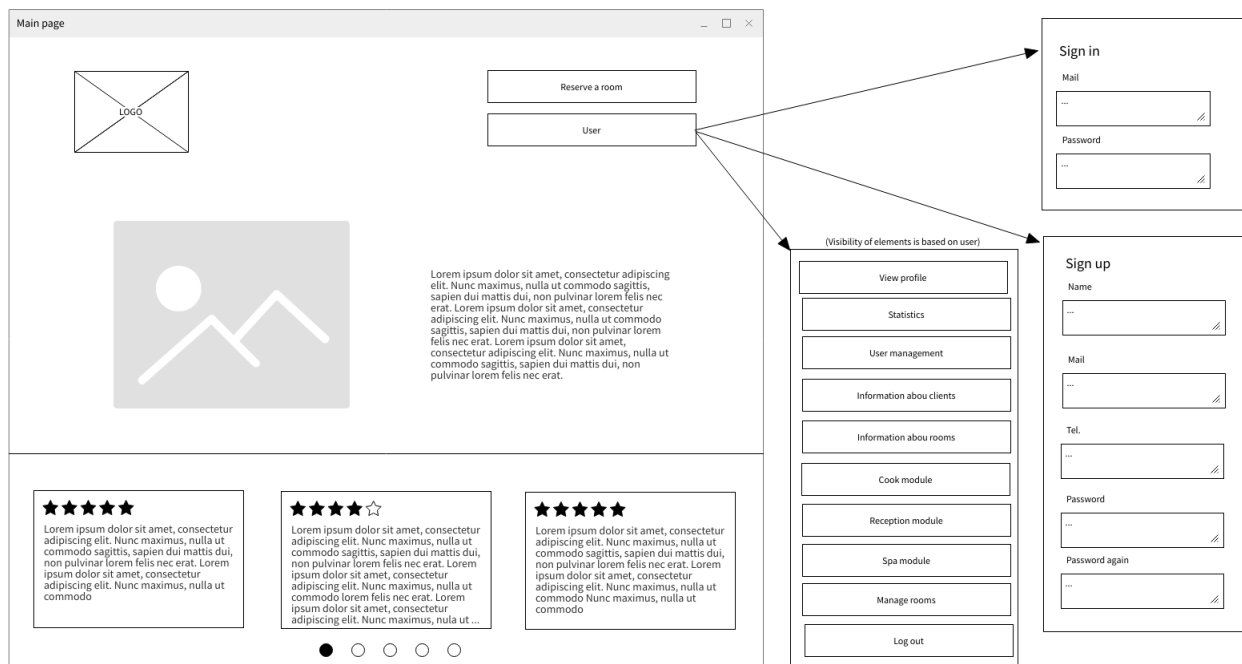 Main page
LOGO
Reserve a room
User
Lorem ipsum dolor sit amet, consectetur adipiscing
elit. Nunc maximus, nulla ut commodo sagittis,
sapien dui mattis dui, non pulvinar lorem felis nec
erat. Lorem ipsum dolor sit amet, consectetur
adipiscing elit. Nunc maximus, nulla ut commodo
sagittis, sapien dui mattis dui, non pulvinar lorem
felis nec erat. Lorem ipsum dolor sit amet,
consectetur adipiscing elit. Nunc maximus, nulla ut
commodo sagittis, sapien dui mattis dui, non
pulvinar lorem felis nec erat.
Lorem ipsum dolor sit amet, consectetur
adipiscing elit. Nunc maximus, nulla ut
commodo sagittis, sapien dui mattis dui,
non pulvinar lorem felis nec erat. Lorem
ipsum dolor sit amet, consectetur
adipiscing elit. Nunc maximus, nulla ut
commodo
Lorem ipsum dolor sit amet, consectetur
adipiscing elit. Nunc maximus, nulla ut
commodo sagittis, sapien dui mattis dui,
non pulvinar lorem felis nec erat. Lorem
ipsum dolor sit amet, consectetur
adipiscing elit. Nunc maximus, nulla ut
commodo lorem felis nec erat. Lorem
ipsum dolor sit amet, consectetur
adipiscing elit. Nunc maximus, nula ut ...
Lorem ipsum dolor sit amet, consectetur
adipiscing elit. Nunc maximus, nulla ut
commodo sagittis, sapien dui mattis dui,
non pulvinar lorem felis nec erat. Lorem
ipsum dolor sit amet, consectetur
adipiscing elit. Nunc maximus, nulla ut
commodo Nunc maximus, nulla ut
commodo
(Visibility of elements is based on user)
View profile
Statistics
User management
Information abou clients
Information abou rooms
Cook module
Reception module
Spa module
Manage rooms
Log out
Sign in
Mail
...
Password
...
Sign up
Name
...
Mail
...
Tel.
...
Password
...
Password again
...